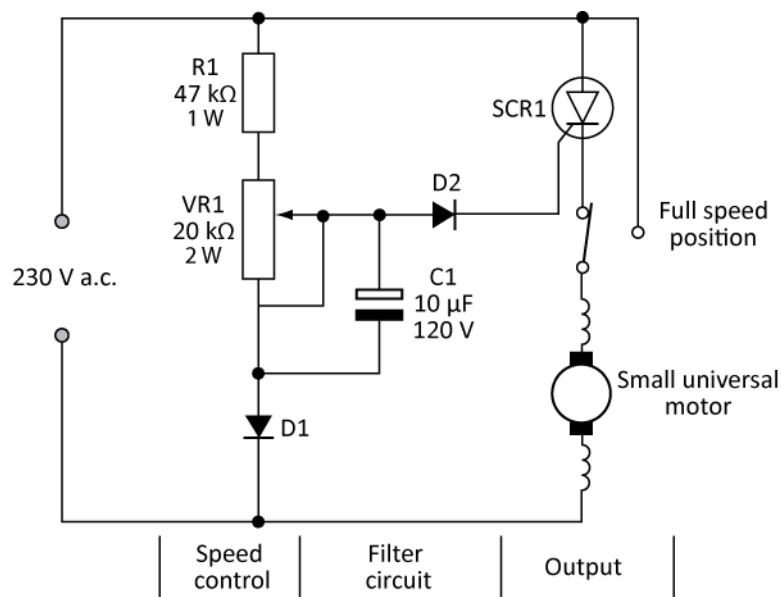 R1
47 kΩ
1 W
SCR1
D2
VR1
20 kΩ
2 W
Full speed
position
230 V a.c.
C1
10 µF
120 V
Small universal
motor
D1
Speed
control
Filter
circuit
Output